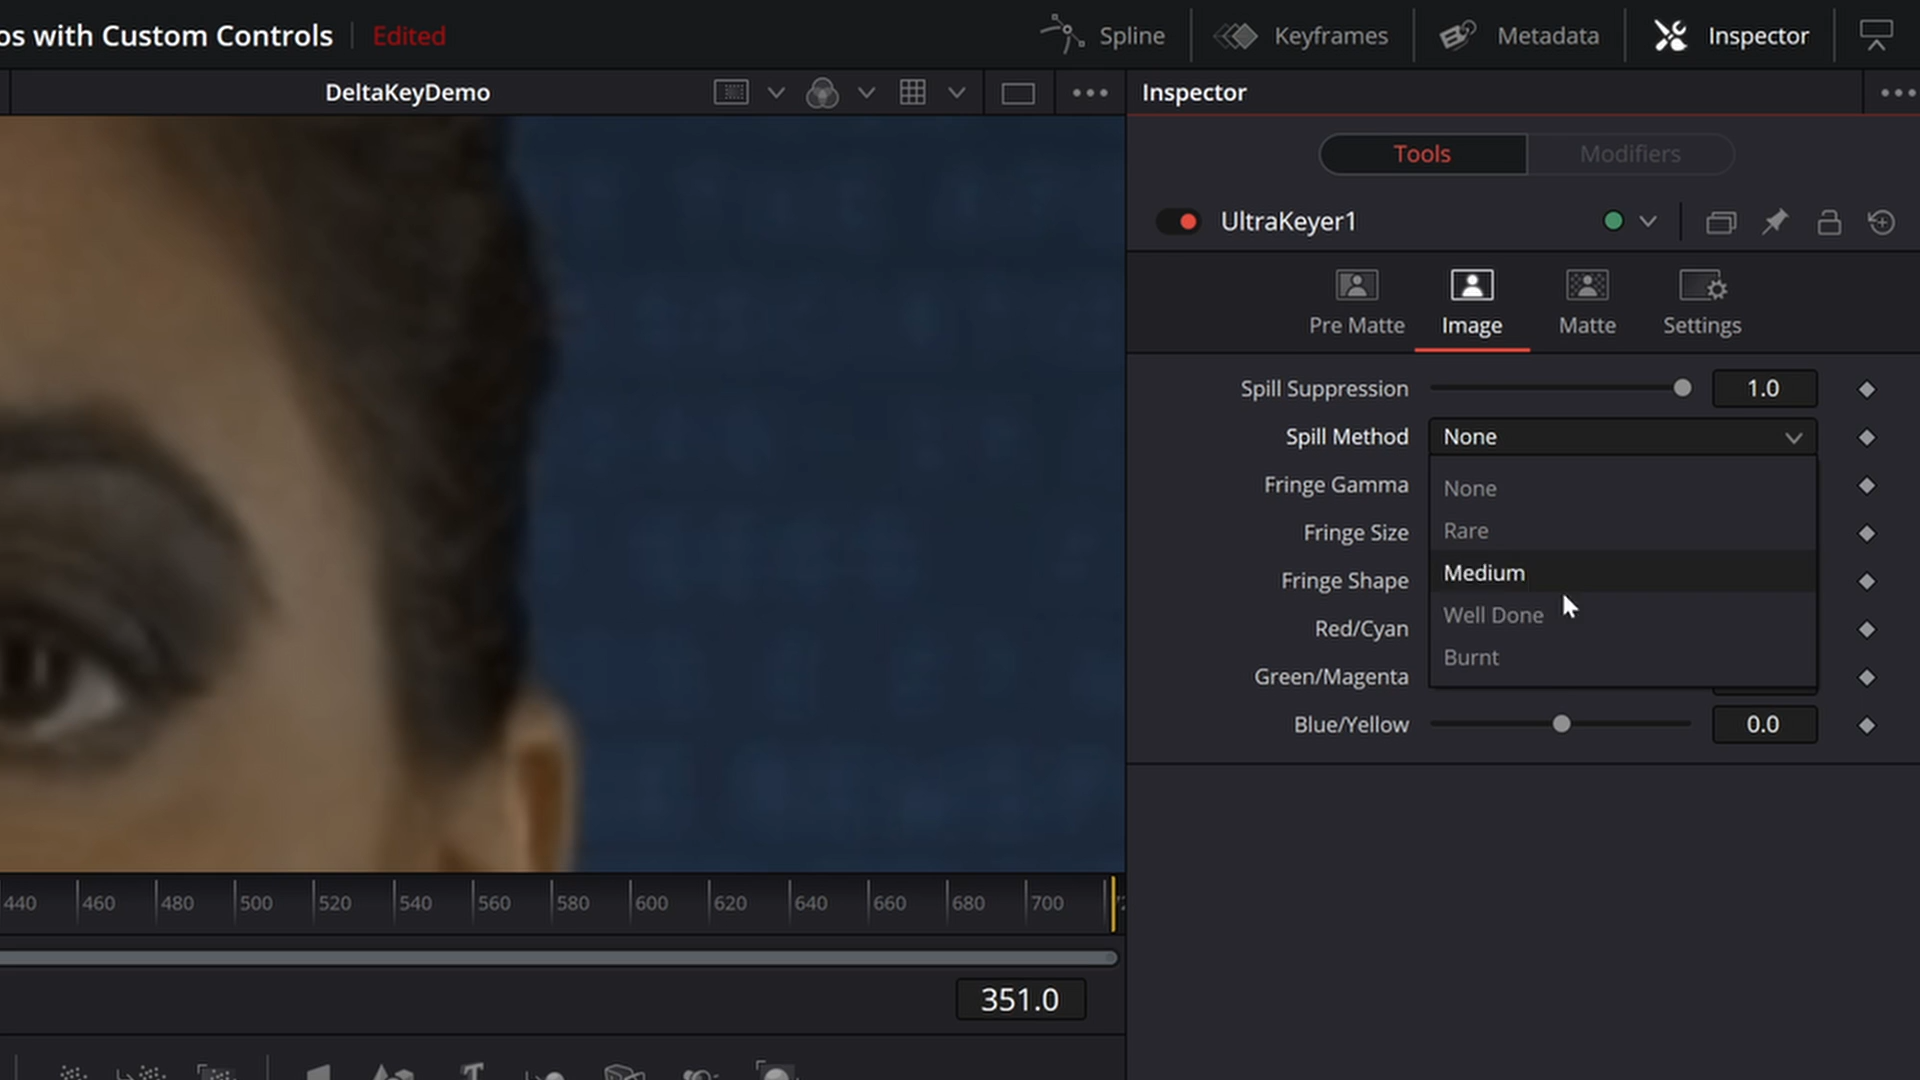 os with Custom Controls Edited Spline Keyframes Metadata Inspector
DeltaKeyDemo
Inspector
Tools Modifiers
UltraKeyer1
Pre Matte Image Matte Settings
Spill Suppression 1.0
Spill Method None
None
Rare
Medium
Well Done
Burnt
Fringe Gamma
Fringe Size
Fringe Shape
Red/Cyan
Green/Magenta
Blue/Yellow 0.0
440 460 480 500 520 540 560 580 600 620 640 660 680 700
351.0